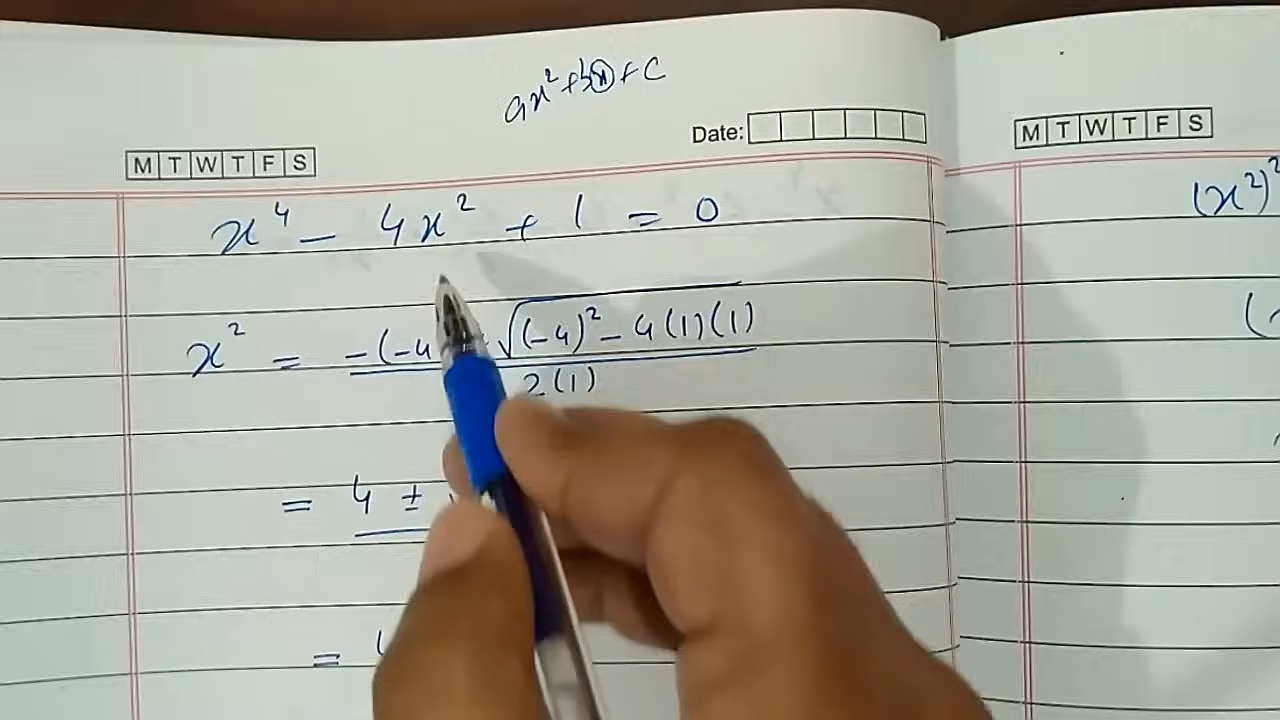 ax² + bx + c
Date:
M T W T F S
M T W T F S
x⁴ - 4x² + 1 = 0
(x²)²
x² = -(-4 √(-4)² - 4(1)(1)
2(1)
= 4 ±
=